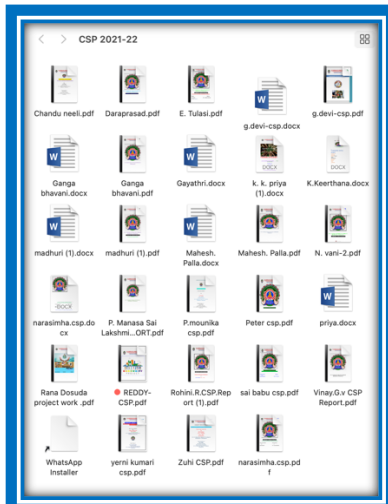 CSP 2021-22
Chandu neeli.pdf
Daraprasad.pdf
E. Tulasi.pdf
g.devi-csp.docx
g.devi-csp.pdf
Ganga
bhavani.docx
Ganga
bhavani.pdf
Gayathri.docx
k. k. priya
(1).docx
K.Keerthana.docx
madhuri (1).docx
madhuri (1).pdf
Mahesh.
Palla.docx
Mahesh. Palla.pdf
N. vani-2.pdf
narasimha.csp.do
cx
P. Manasa Sai
Lakshmi...ORT.pdf
P.mounika
csp.pdf
Peter csp.pdf
priya.docx
Rana Dosuda
project work .pdf
REDDY-
CSP.pdf
Rohini.R.CSP.Rep
ort (1).pdf
sai babu csp.pdf
Vinay.G.v CSP
Report.pdf
WhatsApp
Installer
yerni kumari
csp.pdf
Zuhi CSP.pdf
narasimha.csp.pd
f